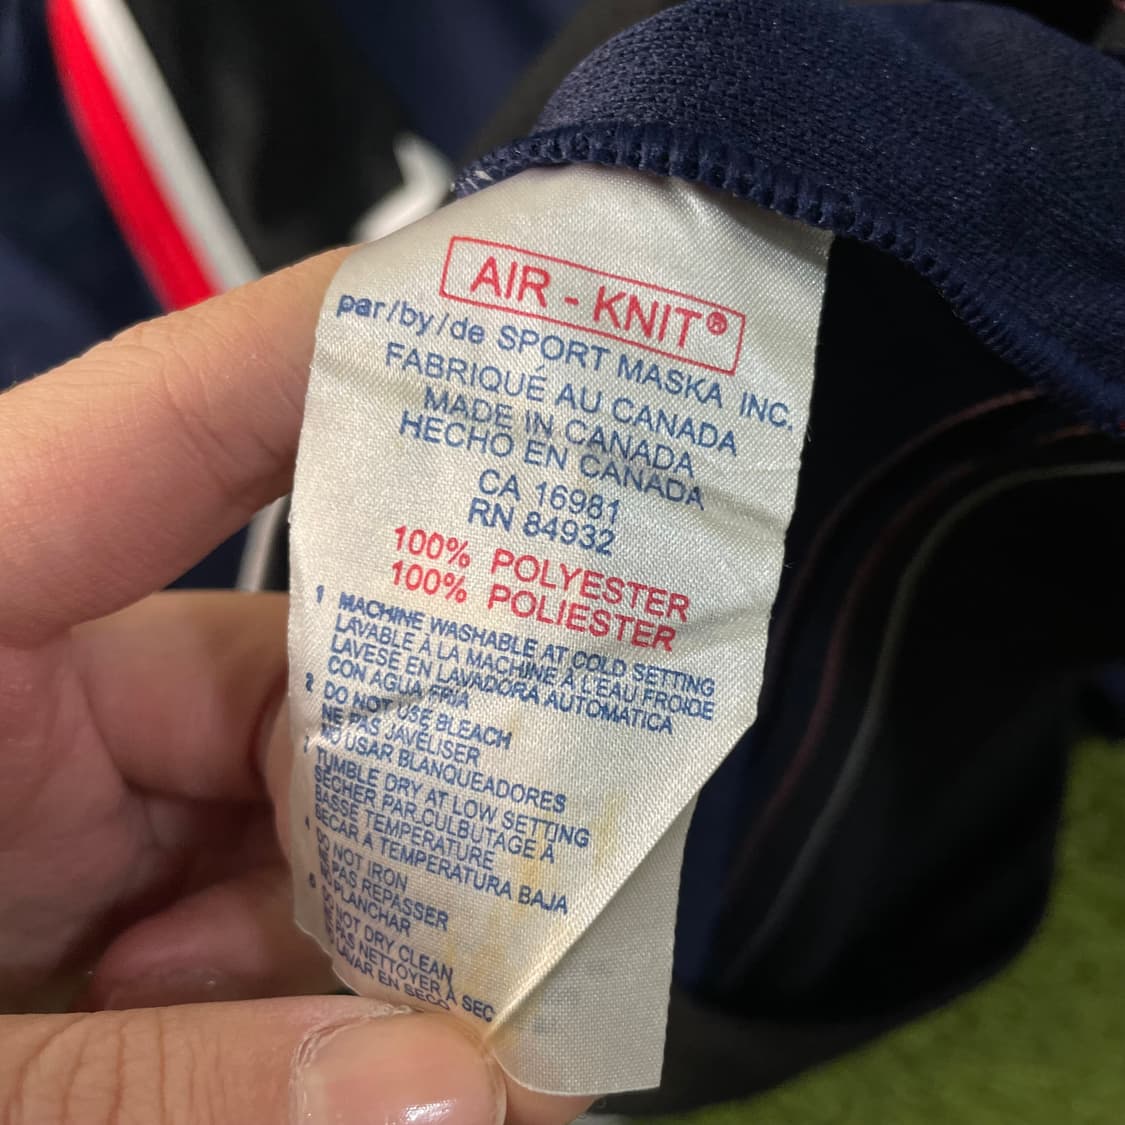 AIR - KNIT®
par/by/de SPORT MASKA INC.
FABRIQUÉ AU CANADA
MADE IN CANADA
HECHO EN CANADA
CA 16981
RN 84932
100% POLYESTER
100% POLIESTER
1 MACHINE WASHABLE AT COLD SETTING
LAVABLE À LA MACHINE À L'EAU FROIDE
LAVESE EN LAVADORA AUTOMATICA
CON AGUA FRIA
2 DO NOT USE BLEACH
NE PAS JAVÉLISER
NO USAR BLANQUEADORES
TUMBLE DRY AT LOW SETTING
SÉCHER PAR CULBUTAGE À
BASSE TEMPERATURE
SECAR A TEMPERATURA BAJA
4 DO NOT IRON
NE PAS REPASSER
NO PLANCHAR
DO NOT DRY CLEAN
NE PAS NETTOYER À SEC
NO LAVAR EN SECO